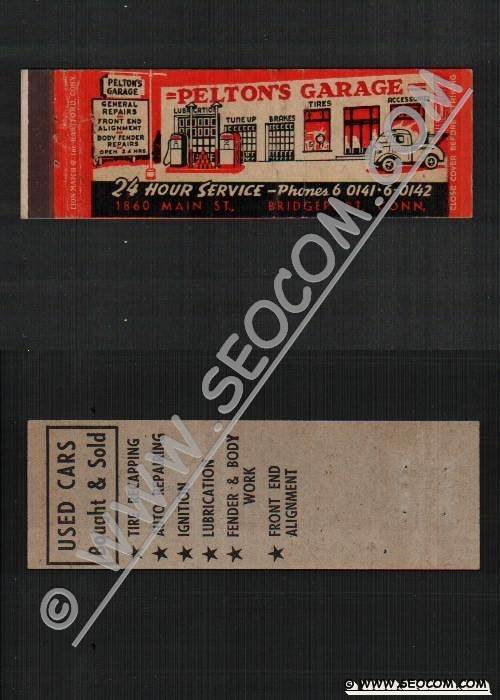 PELTON'S
GARAGE
GENERAL
REPAIRS
FRONT END
ALIGNMENT
BODY FENDER
REPAIRS
OPEN 24 HRS
=PELTON'S GARAGE=
LUBRICATION
TUNE UP
BRAKES
TIRES
ACCESSORIES
24 HOUR SERVICE - Phones 6 0141 · 6-0142
1860 MAIN ST., BRIDGEPORT, CONN.
LION MATCH
CLOSE COVER BEFORE STRIKING
USED CARS
Bought & Sold
★ TIRE RECAPPING
★ AUTO REPAIRING
★ IGNITION
★ LUBRICATION
★ FENDER & BODY
WORK
★ FRONT END
ALIGNMENT
© WWW.SEOCOM.COM
© WWW.SEOCOM.COM